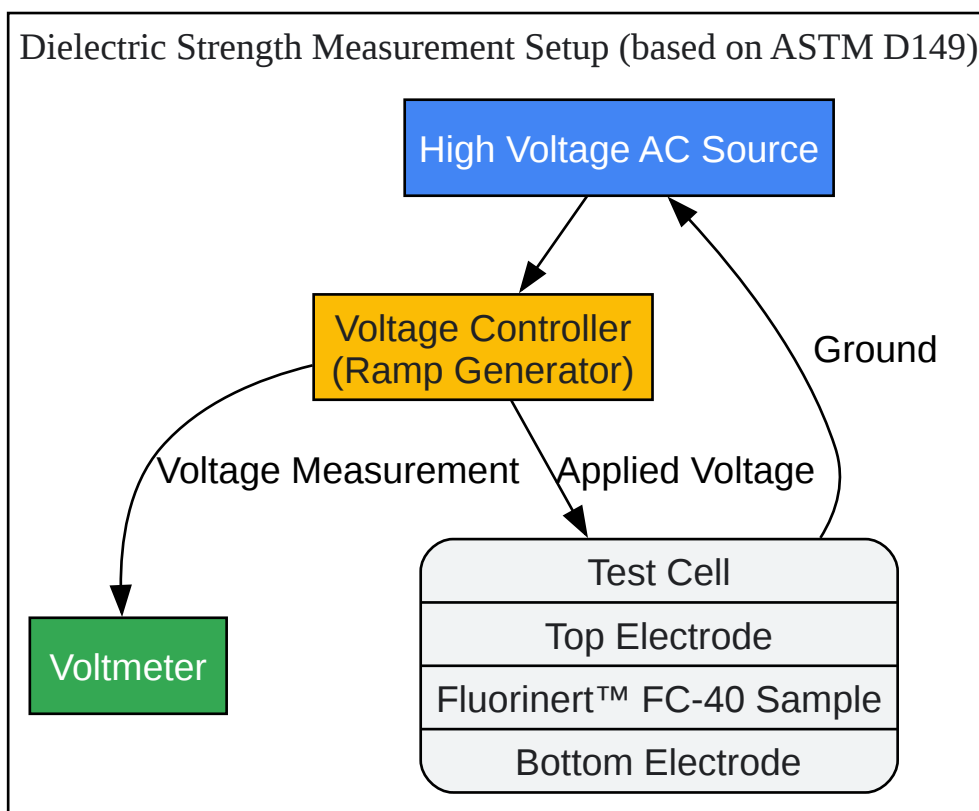 Dielectric Strength Measurement Setup (based on ASTM D149)
High Voltage AC Source
Voltage Controller
(Ramp Generator)
Ground
Voltage Measurement
Applied Voltage
Test Cell
Top Electrode
Voltmeter
Fluorinert™ FC-40 Sample
Bottom Electrode